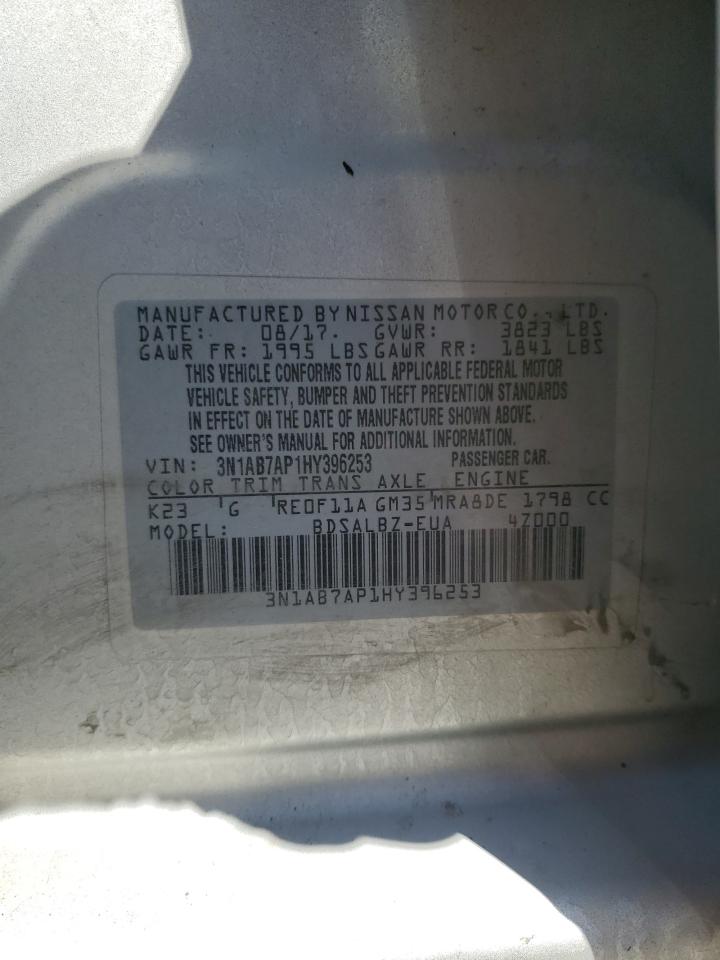 MANUFACTURED BY NISSAN MOTOR CO., LTD.
DATE: 08/17. GVWR: 3823 LBS
GAWR FR: 1995 LBS GAWR RR: 1841 LBS
THIS VEHICLE CONFORMS TO ALL APPLICABLE FEDERAL MOTOR
VEHICLE SAFETY, BUMPER AND THEFT PREVENTION STANDARDS
IN EFFECT ON THE DATE OF MANUFACTURE SHOWN ABOVE.
SEE OWNER'S MANUAL FOR ADDITIONAL INFORMATION.
VIN: 3N1AB7AP1HY396253 PASSENGER CAR.
COLOR TRIM TRANS AXLE ENGINE
K23 G RE0F11A GM35 MRA8DE 1798 CC
MODEL: BDSALBZ-EUA 4Z000
3N1AB7AP1HY396253